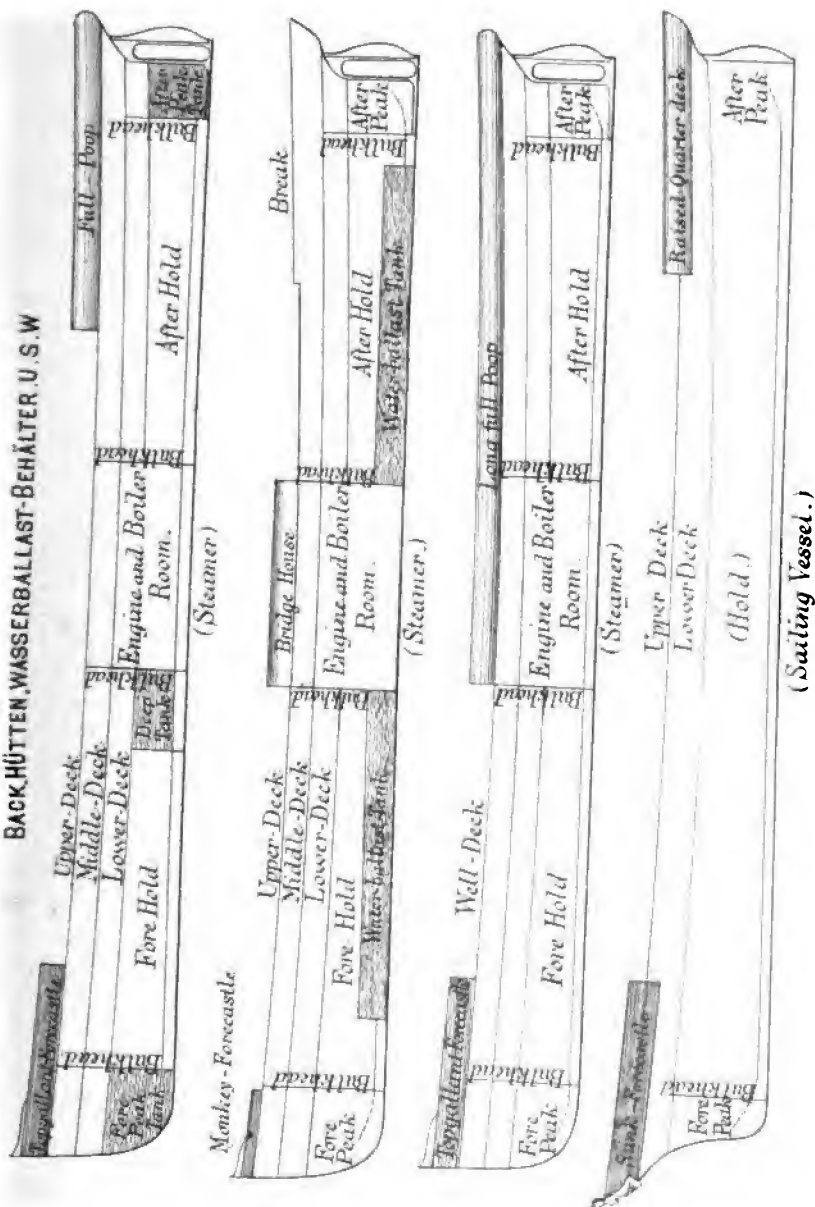 BACK, HÜTTEN, WASSERBALLAST-BEHÄLTER, U.S.W
Topgallant-Forecastle
Full-Poop
Upper-Deck
Middle-Deck
Lower-Deck
Fore
Peak
Tank
Bulkhead
Fore Hold
Deep
Tank
Bulkhead
Engine and Boiler
Room.
Bulkhead
After Hold
Bulkhead
After
Peak
Tank
(Steamer)
Monkey-Forecastle
Bridge House
Break
Upper-Deck
Middle-Deck
Lower-Deck
Fore
Peak
Bulkhead
Fore Hold
Water-ballast Tank
Bulkhead
Engine and Boiler
Room.
Bulkhead
After Hold
Water-ballast Tank
Bulkhead
After
Peak
(Steamer.)
Topgallant Forecastle
Well-Deck
Long full Poop
Fore
Peak
Bulkhead
Fore Hold
Bulkhead
Engine and Boiler
Room.
Bulkhead
After Hold
Bulkhead
After
Peak
(Steamer)
Sunk-Forecastle
Raised Quarter deck
Upper Deck
Lower-Deck
Fore
Peak
Bulkhead
(Hold.)
After
Peak
(Sailing Vessel.)